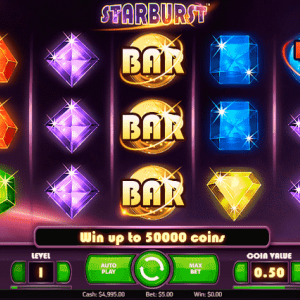 STARBURST
BAR
BAR
BAR
Win up to 50000 coins
LEVEL
1
AUTO
PLAY
MAX
BET
COIN VALUE
0.50
Cash: $4,995.00 Bet: $5.00 Win: $0.00